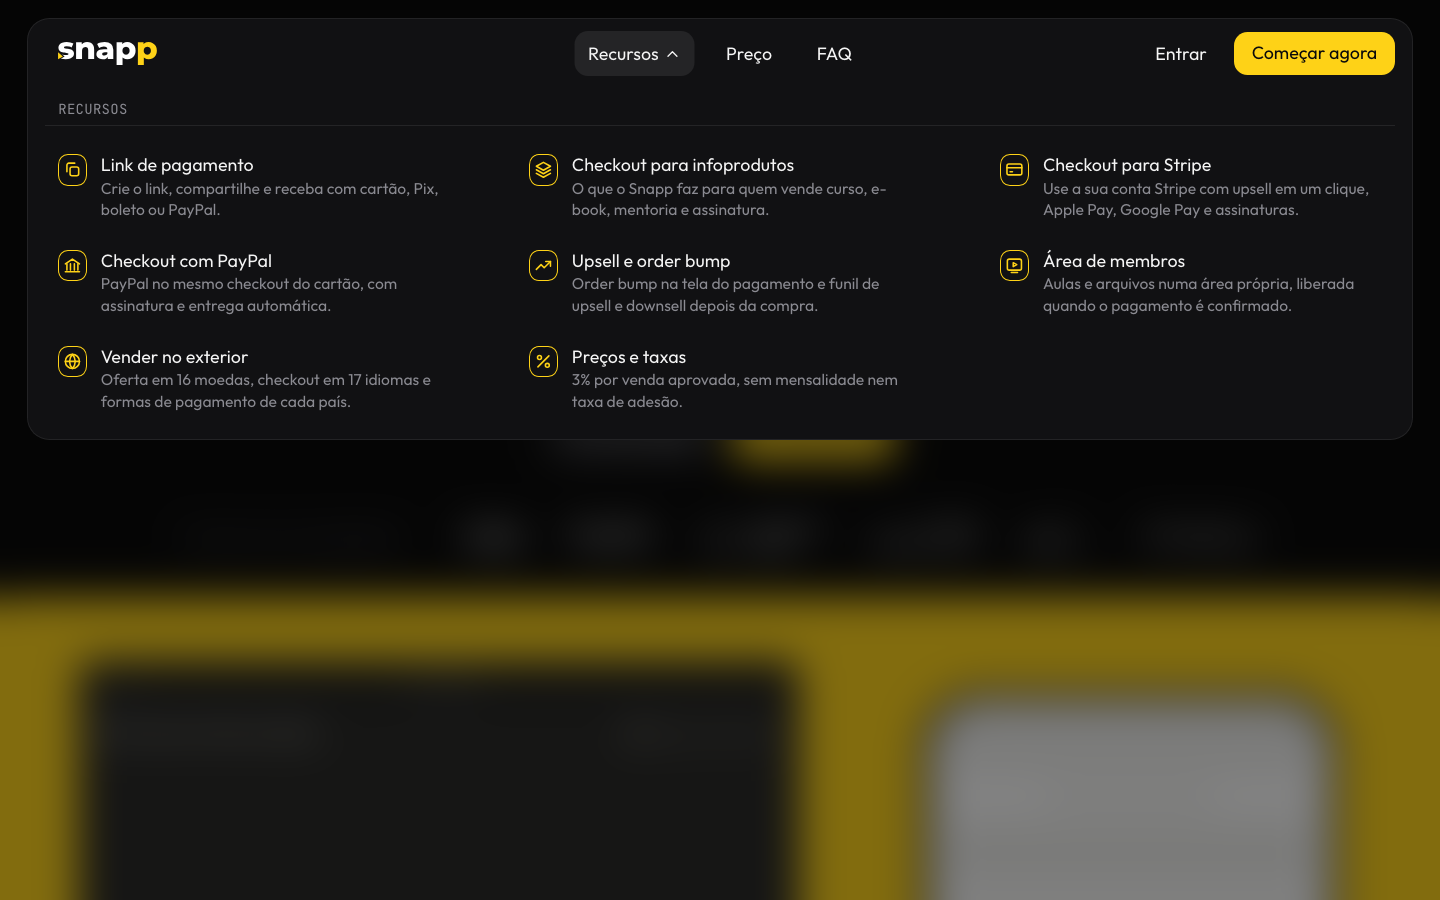 snapp
Recursos
Preço
FAQ
Entrar
Começar agora
RECURSOS
Link de pagamento
Crie o link, compartilhe e receba com cartão, Pix,
boleto ou PayPal.
Checkout para infoprodutos
O que o Snapp faz para quem vende curso, e-
book, mentoria e assinatura.
Checkout para Stripe
Use a sua conta Stripe com upsell em um clique,
Apple Pay, Google Pay e assinaturas.
Checkout com PayPal
PayPal no mesmo checkout do cartão, com
assinatura e entrega automática.
Upsell e order bump
Order bump na tela do pagamento e funil de
upsell e downsell depois da compra.
Área de membros
Aulas e arquivos numa área própria, liberada
quando o pagamento é confirmado.
Vender no exterior
Oferta em 16 moedas, checkout em 17 idiomas e
formas de pagamento de cada país.
Preços e taxas
3% por venda aprovada, sem mensalidade nem
taxa de adesão.